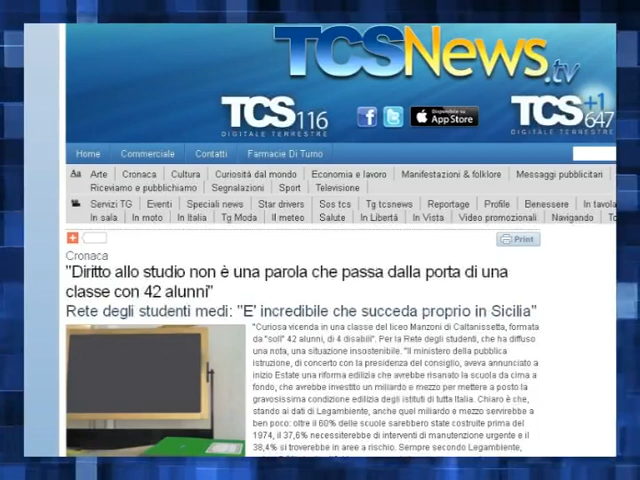 TCSNews.tv
TCS 116
DIGITALE TERRESTRE
Disponibile su
App Store
TCS +1
647
DIGITALE TERRESTRE
Home Commerciale Contatti Farmacie Di Turno
Aa Arte | Cronaca | Cultura | Curiosità dal mondo | Economia e lavoro | Manifestazioni & folklore | Messaggi pubblicitari
Riceviamo e pubblichiamo | Segnalazioni | Sport | Televisione
Servizi TG | Eventi | Speciali news | Star drivers | Sos tcs | Tg tcsnews | Reportage | Profile | Benessere | In tavola
In sala | In moto | In Italia | Tg Moda | Il meteo | Salute | In Libertà | In Vista | Video promozionali | Navigando
Print
Cronaca
"Diritto allo studio non è una parola che passa dalla porta di una
classe con 42 alunni"
Rete degli studenti medi: "E' incredibile che succeda proprio in Sicilia"
"Curiosa vicenda in una classe del liceo Manzoni di Caltanissetta, formata
da "soli" 42 alunni, di 4 disabili". Per la Rete degli studenti, che ha diffuso
una nota, una situazione insostenibile. "Il ministero della pubblica
istruzione, di concerto con la presidenza del consiglio, aveva annunciato a
inizio Estate una riforma edilizia che avrebbe risanato la scuola da cima a
fondo, che avrebbe investito un miliardo e mezzo per mettere a posto la
gravosissima condizione edilizia degli istituti di tutta Italia. Chiaro è che,
stando ai dati di Legambiente, anche quel miliardo e mezzo servirebbe a
ben poco: oltre il 60% delle scuole sarebbero state costruite prima del
1974, il 37,6% necessiterebbe di interventi di manutenzione urgente e il
38,4% si troverebbe in aree a rischio. Sempre secondo Legambiente,